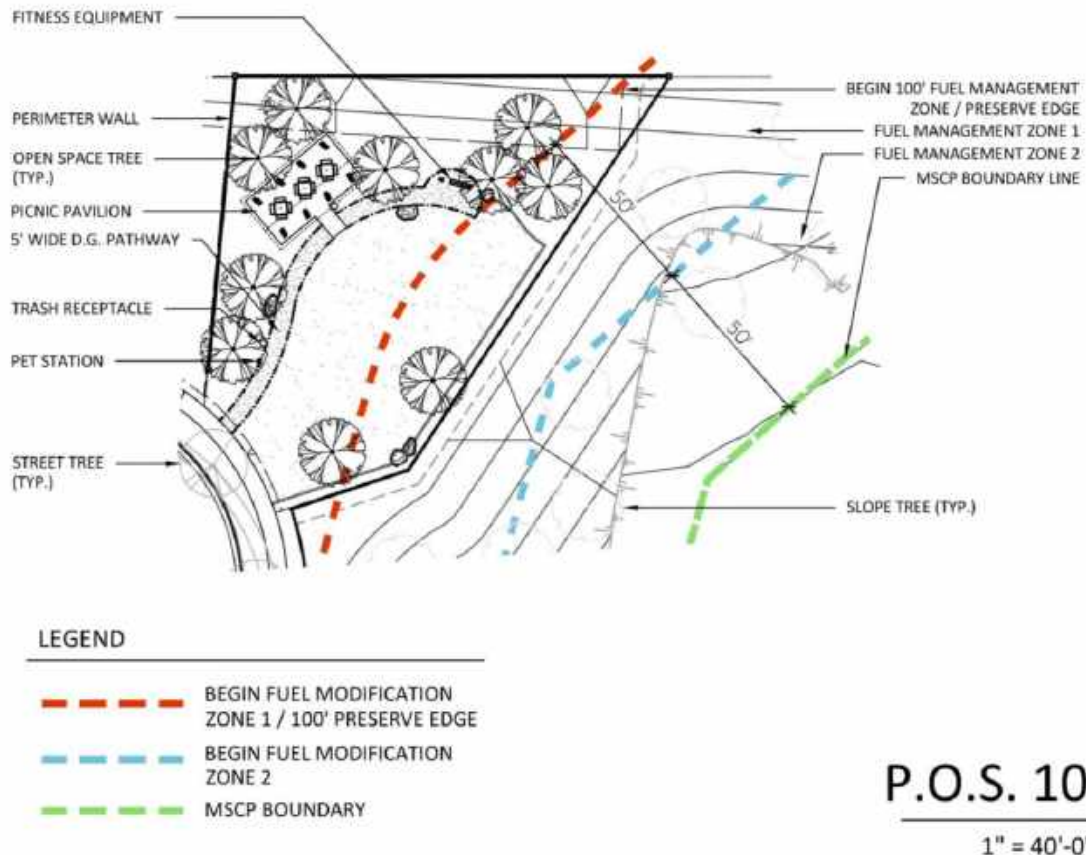 FITNESS EQUIPMENT
PERIMETER WALL
OPEN SPACE TREE
(TYP.)
PICNIC PAVILION
5' WIDE D.G. PATHWAY
TRASH RECEPTACLE
PET STATION
STREET TREE
(TYP.)
BEGIN 100' FUEL MANAGEMENT
ZONE / PRESERVE EDGE
FUEL MANAGEMENT ZONE 1
FUEL MANAGEMENT ZONE 2
MSCP BOUNDARY LINE
50'
50'
SLOPE TREE (TYP.)
LEGEND
BEGIN FUEL MODIFICATION
ZONE 1 / 100' PRESERVE EDGE
BEGIN FUEL MODIFICATION
ZONE 2
MSCP BOUNDARY
P.O.S. 10
1" = 40'-0"